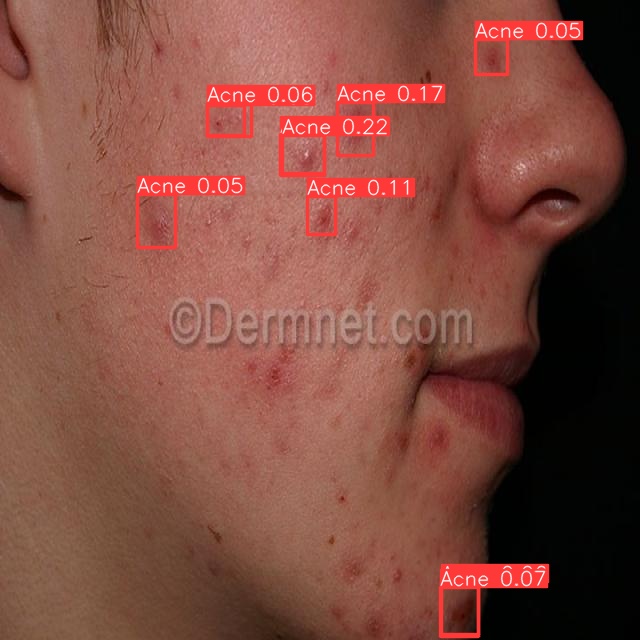 Acne 0.05
Acne 0.06
Acne 0.17
Acne 0.22
Acne 0.05
Acne 0.11
©Dermnet.com
Acne 0.07